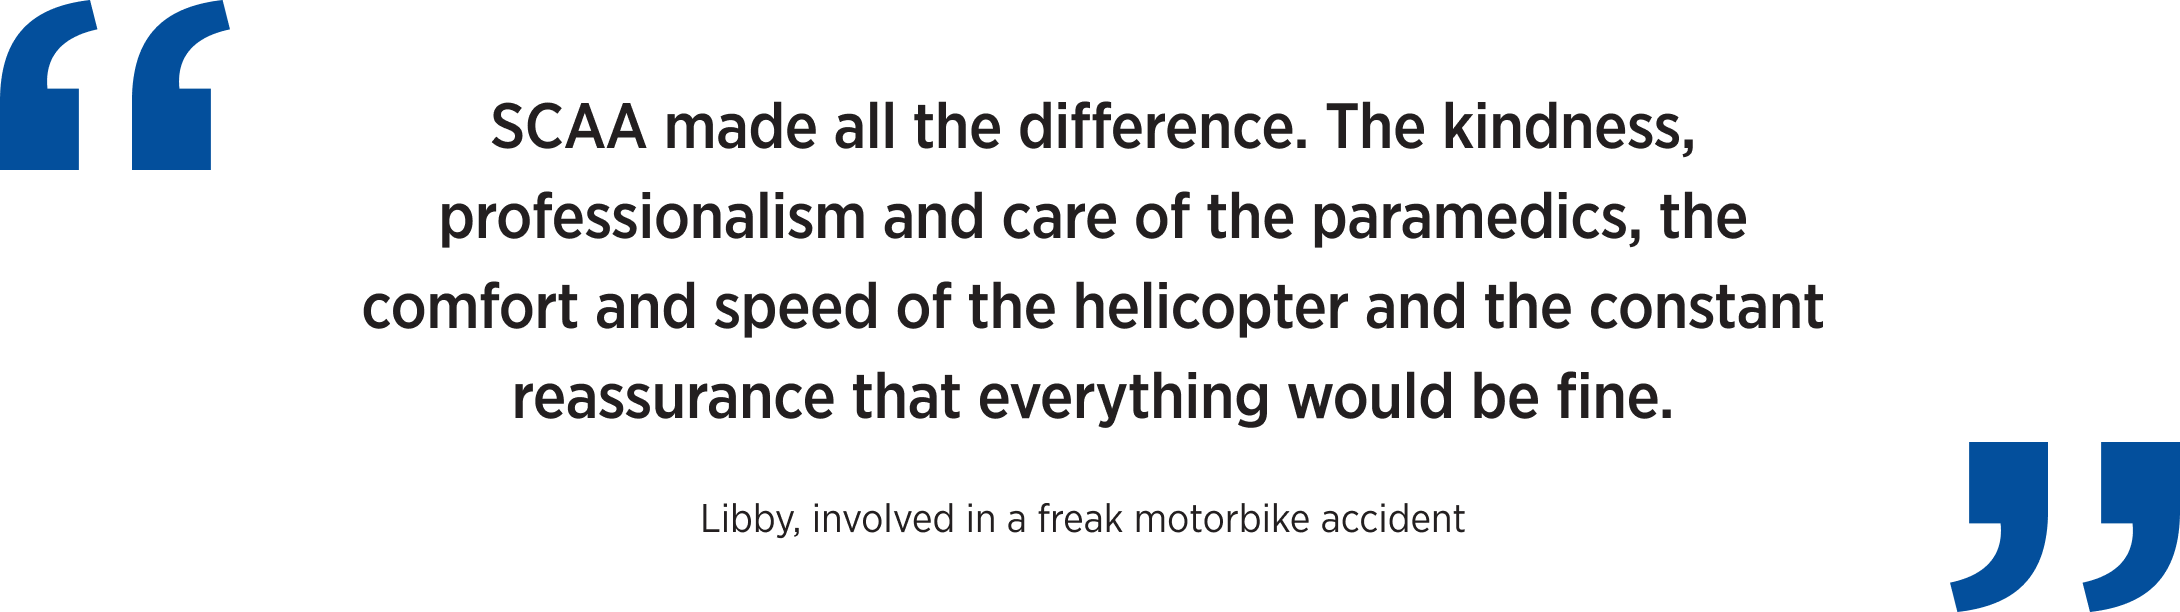 “
SCAA made all the difference. The kindness,
professionalism and care of the paramedics, the
comfort and speed of the helicopter and the constant
reassurance that everything would be fine.
Libby, involved in a freak motorbike accident
”